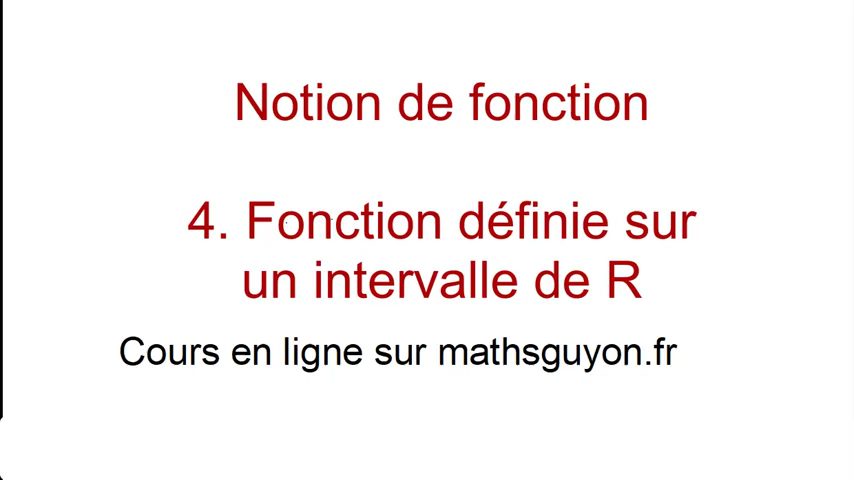 Notion de fonction
4. Fonction définie sur
un intervalle de R
Cours en ligne sur mathsguyon.fr